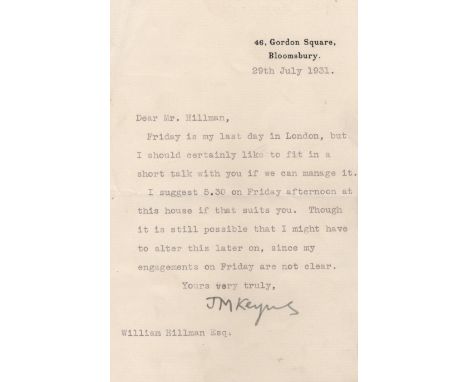 46, Gordon Square,
Bloomsbury.
29th July 1931.
Dear Mr. Hillman,
Friday is my last day in London, but
I should certainly like to fit in a
short talk with you if we can manage it.
I suggest 5.30 on Friday afternoon at
this house if that suits you. Though
it is still possible that I might have
to alter this later on, since my
engagements on Friday are not clear.
Yours very truly,
JMKeynes
William Hillman Esq.